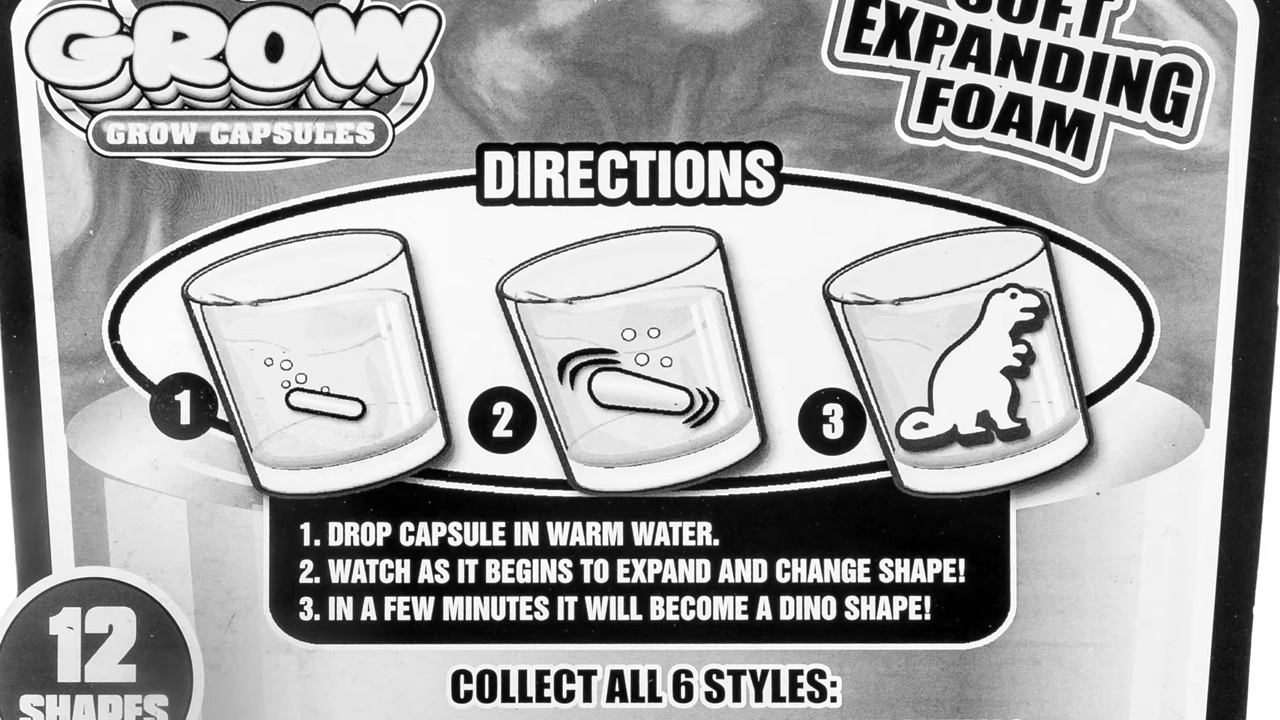 GROW
GROW CAPSULES
SOFT
EXPANDING
FOAM
DIRECTIONS
1
2
3
1. DROP CAPSULE IN WARM WATER.
2. WATCH AS IT BEGINS TO EXPAND AND CHANGE SHAPE!
3. IN A FEW MINUTES IT WILL BECOME A DINO SHAPE!
12
SHAPES
COLLECT ALL 6 STYLES: